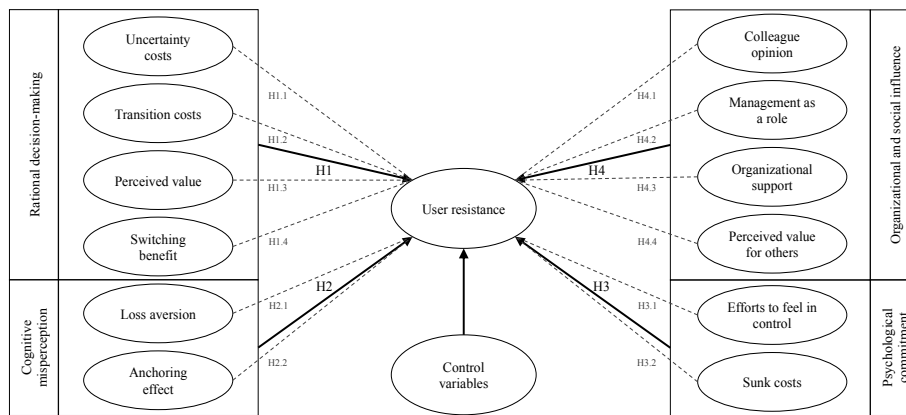 Rational decision-making
Uncertainty
costs
Transition costs
Perceived value
Switching
benefit
H1.1
H1.2
H1
H1.3
H1.4
Cognitive
misperception
Loss aversion
Anchoring
effect
H2
H2.1
H2.2
User resistance
Control
variables
Colleague
opinion
Management as
a role
Organizational
support
Perceived value
for others
H4.1
H4.2
H4
H4.3
H4.4
Organizational and social influence
Efforts to feel in
control
Sunk costs
H3
H3.1
H3.2
Psychological
commitment